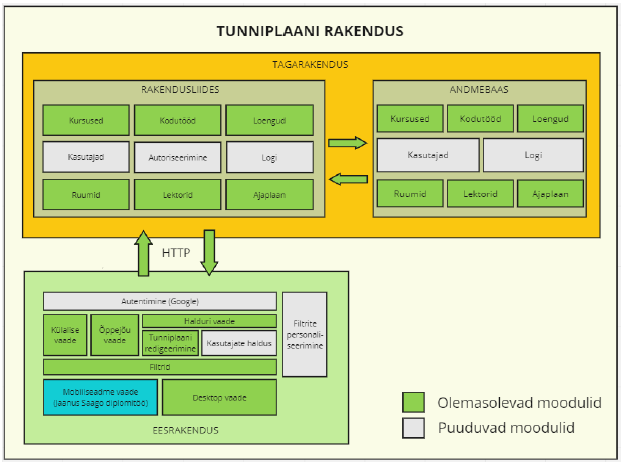 TUNNIPLAANI RAKENDUS
TAGARAKENDUS
RAKENDUSLIIDES
Kursused
Kodutööd
Loengud
Kasutajad
Autoriseerimine
Logi
Ruumid
Lektorid
Ajaplaan
ANDMEBAAS
Kursused
Kodutööd
Loengud
Kasutajad
Logi
Ruumid
Lektorid
Ajaplaan
HTTP
Autentimine (Google)
Külalise
vaade
Õppejõu
vaade
Halduri vaade
Tunniplaani
redigeerimine
Kasutajate haldus
Filtrid
Mobiilseadme vaade
(Jaanus Saago diplomitöö)
Desktop vaade
Filtrite
personali-
seerimine
EESRAKENDUS
Olemasolevad moodulid
Puuduvad moodulid